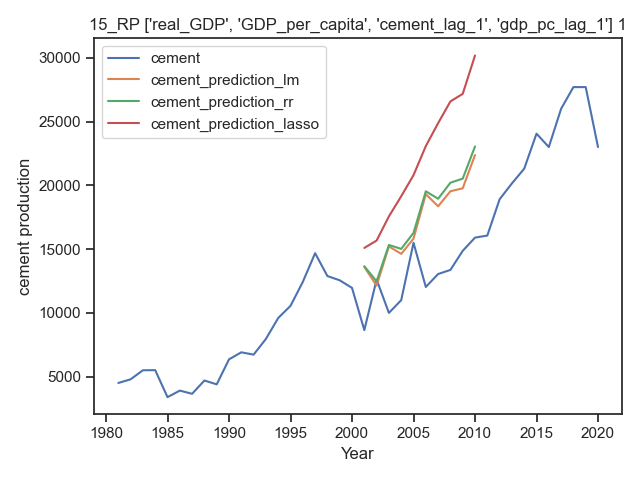 15_RP ['real_GDP', 'GDP_per_capita', 'cement_lag_1', 'gdp_pc_lag_1'] 1
cement
cement_prediction_lm
cement_prediction_rr
cement_prediction_lasso
cement production
30000
25000
20000
15000
10000
5000
1980 1985 1990 1995 2000 2005 2010 2015 2020
Year